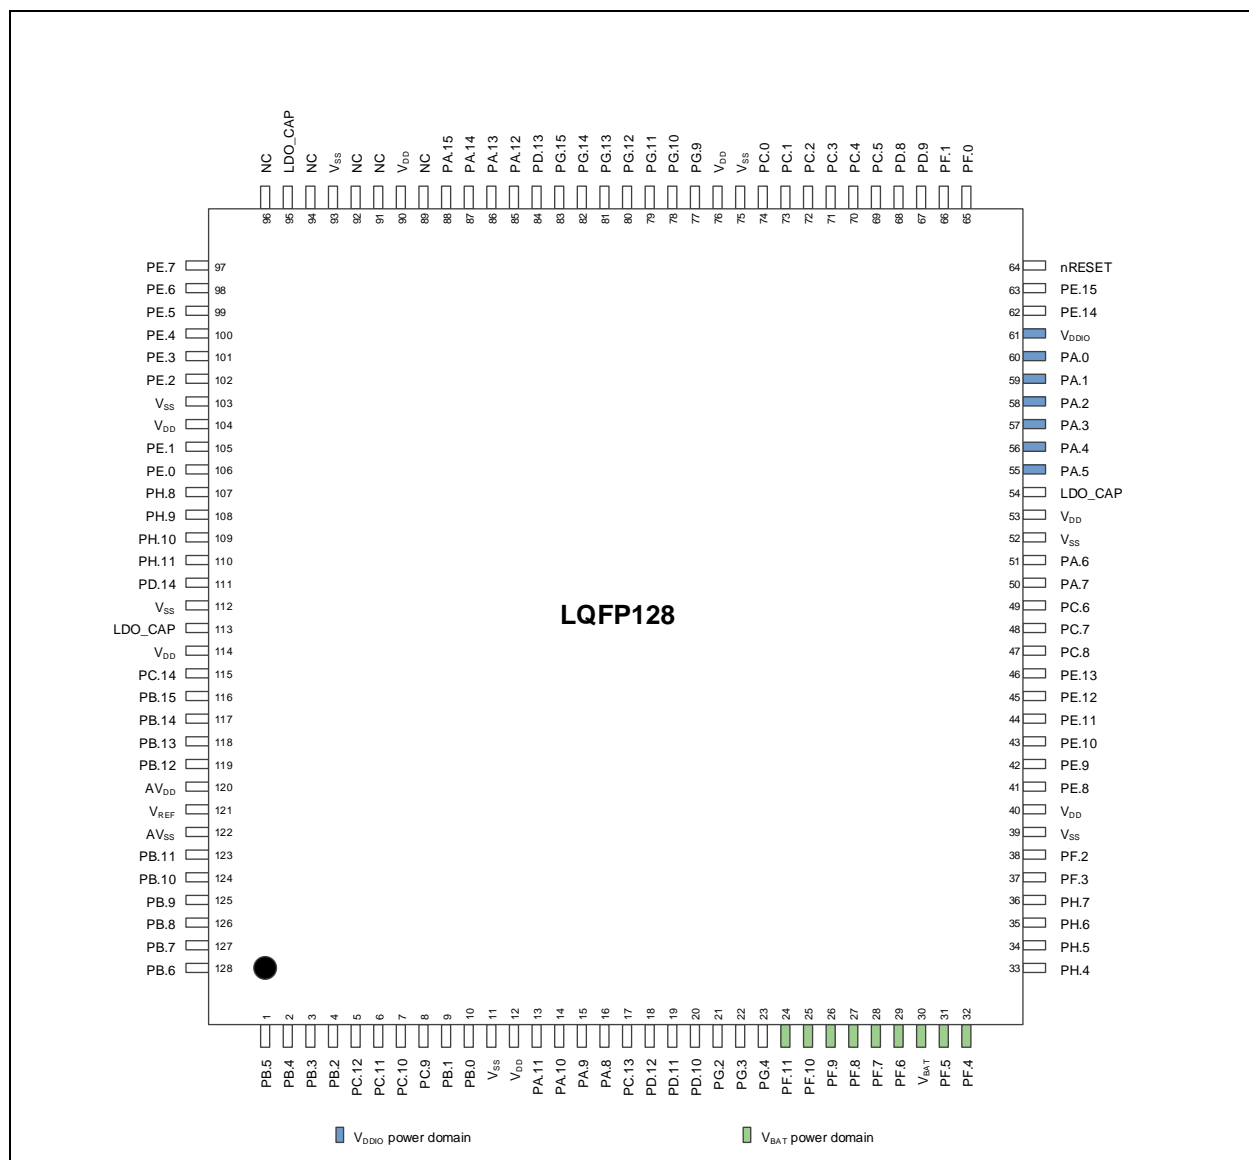 NC LDO_CAP NC VSS NC NC VDD NC PA.15 PA.14 PA.13 PA.12 PD.13 PG.15 PG.14 PG.13 PG.12 PG.11 PG.10 PG.9 VDD VSS PC.0 PC.1 PC.2 PC.3 PC.4 PC.5 PD.8 PD.9 PF.1 PF.0
96 95 94 93 92 91 90 89 88 87 86 85 84 83 82 81 80 79 78 77 76 75 74 73 72 71 70 69 68 67 66 65
PE.7 97 64 nRESET
PE.6 98 63 PE.15
PE.5 99 62 PE.14
PE.4 100 61 VDDIO
PE.3 101 60 PA.0
PE.2 102 59 PA.1
VSS 103 58 PA.2
VDD 104 57 PA.3
PE.1 105 56 PA.4
PE.0 106 55 PA.5
PH.8 107 54 LDO_CAP
PH.9 108 53 VDD
PH.10 109 52 VSS
PH.11 110 51 PA.6
PD.14 111 50 PA.7
VSS 112 49 PC.6
LQFP128
LDO_CAP 113 48 PC.7
VDD 114 47 PC.8
PC.14 115 46 PE.13
PB.15 116 45 PE.12
PB.14 117 44 PE.11
PB.13 118 43 PE.10
PB.12 119 42 PE.9
AVDD 120 41 PE.8
VREF 121 40 VDD
AVSS 122 39 VSS
PB.11 123 38 PF.2
PB.10 124 37 PF.3
PB.9 125 36 PH.7
PB.8 126 35 PH.6
PB.7 127 34 PH.5
PB.6 128 33 PH.4
1 2 3 4 5 6 7 8 9 10 11 12 13 14 15 16 17 18 19 20 21 22 23 24 25 26 27 28 29 30 31 32
PB.5 PB.4 PB.3 PB.2 PC.12 PC.11 PC.10 PC.9 PB.1 PB.0 VSS VDD PA.11 PA.10 PA.9 PA.8 PC.13 PD.12 PD.11 PD.10 PG.2 PG.3 PG.4 PF.11 PF.10 PF.9 PF.8 PF.7 PF.6 VBAT PF.5 PF.4
VDDIO power domain VBAT power domain